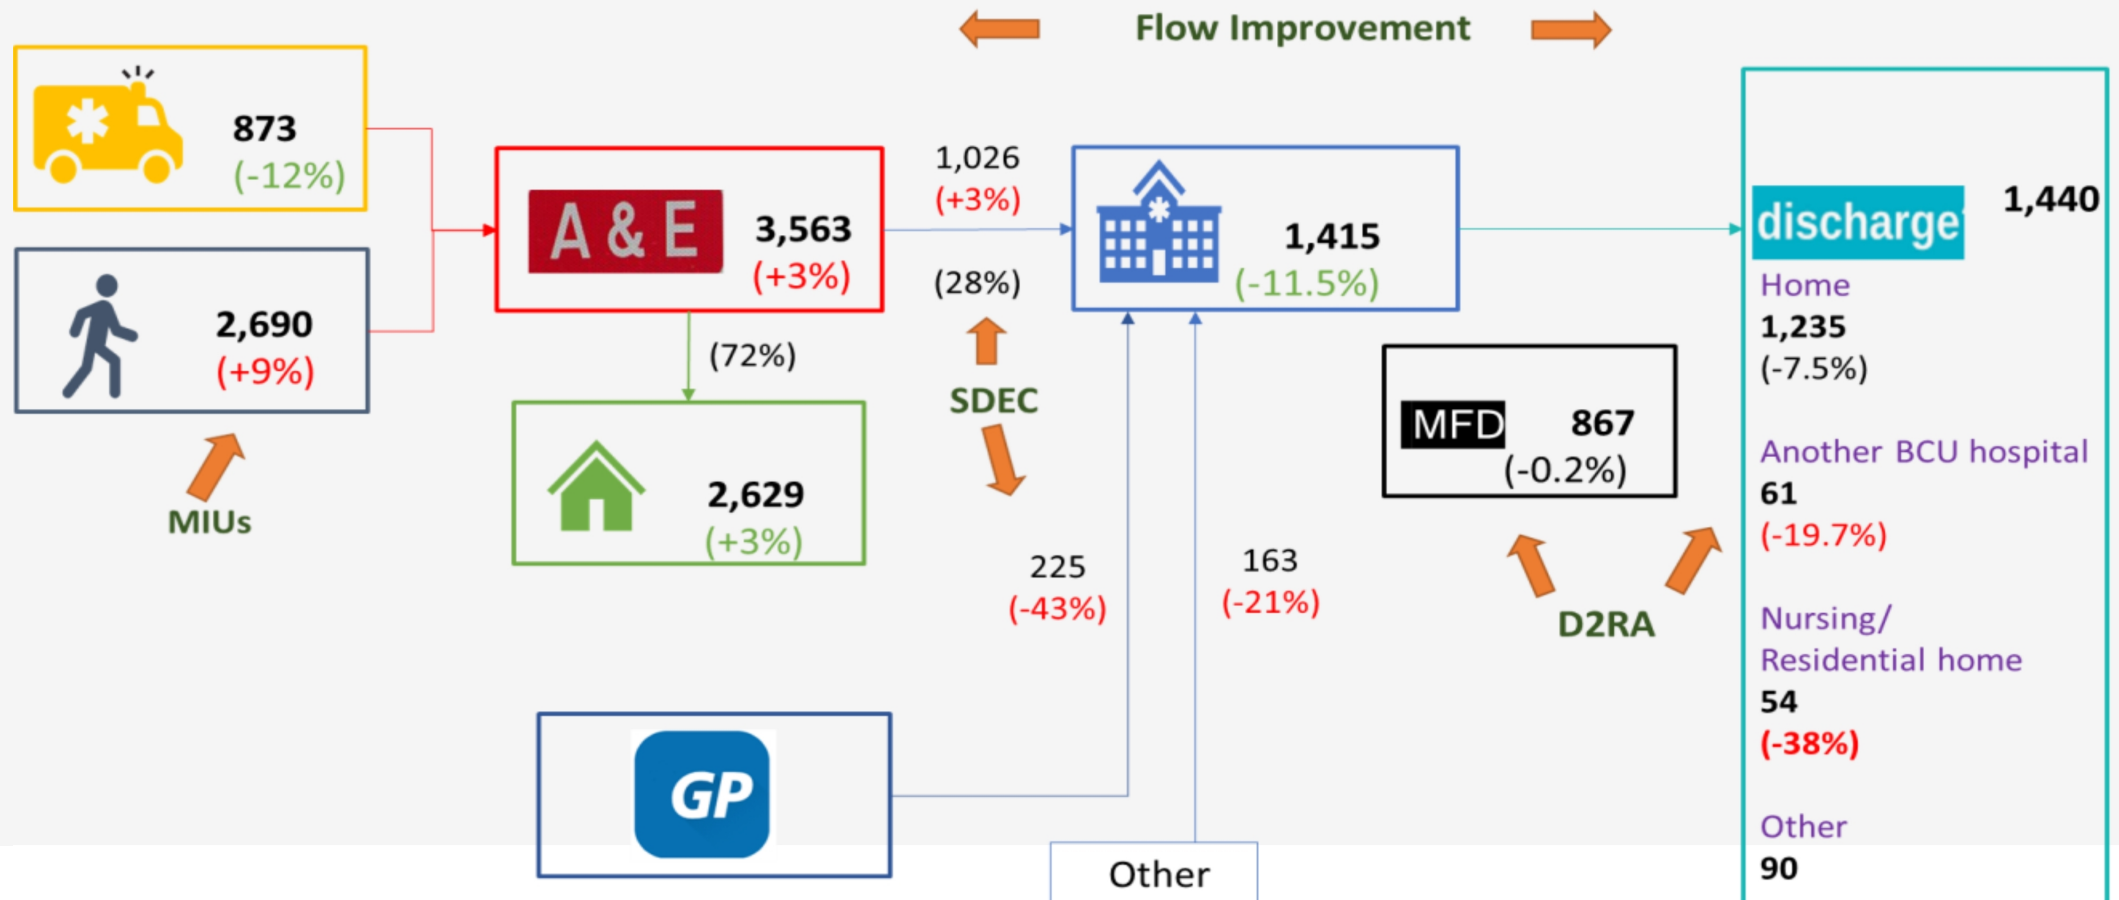 Flow Improvement
873
(-12%)
2,690
(+9%)
MIUs
A & E
3,563
(+3%)
(72%)
2,629
(+3%)
1,026
(+3%)
(28%)
SDEC
1,415
(-11.5%)
225
(-43%)
163
(-21%)
GP
Other
MFD
867
(-0.2%)
D2RA
discharge
1,440
Home
1,235
(-7.5%)
Another BCU hospital
61
(-19.7%)
Nursing/
Residential home
54
(-38%)
Other
90